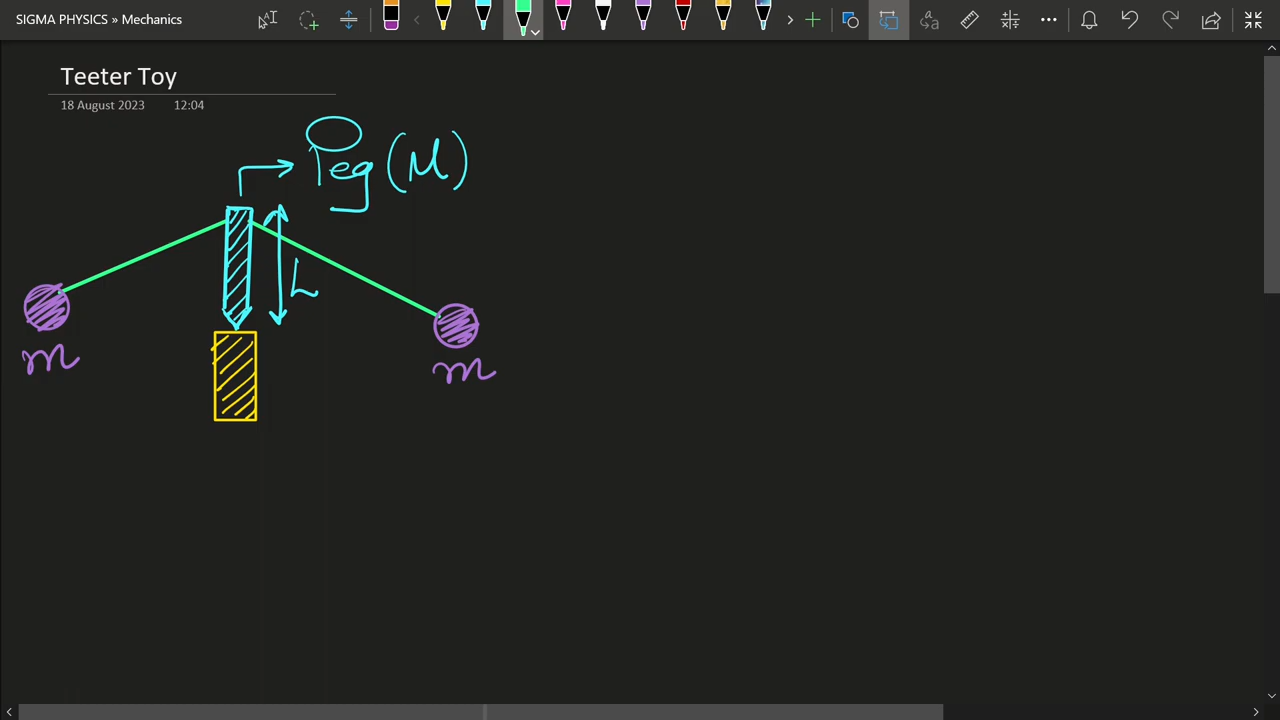 SIGMA PHYSICS » Mechanics
Teeter Toy
18 August 2023 12:04
Peg (M)
L
m
m